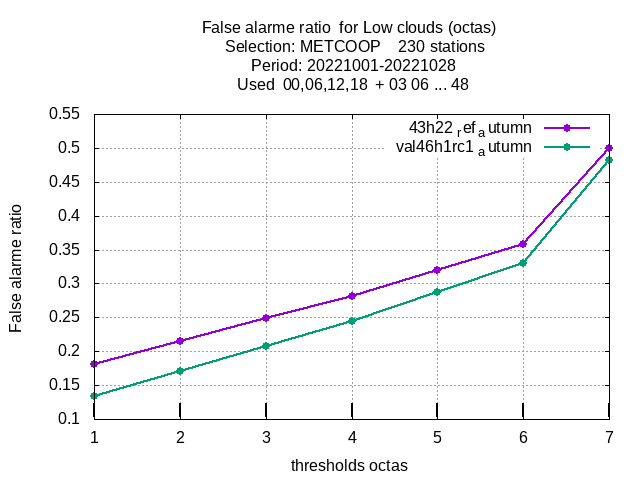 False alarme ratio for Low clouds (octas)
Selection: METCOOP 230 stations
Period: 20221001-20221028
Used 00,06,12,18 + 03 06 ... 48
43h22ᵣefₐutumn
val46h1rc1ₐutumn
False alarme ratio
0.55
0.5
0.45
0.4
0.35
0.3
0.25
0.2
0.15
0.1
1 2 3 4 5 6 7
thresholds octas